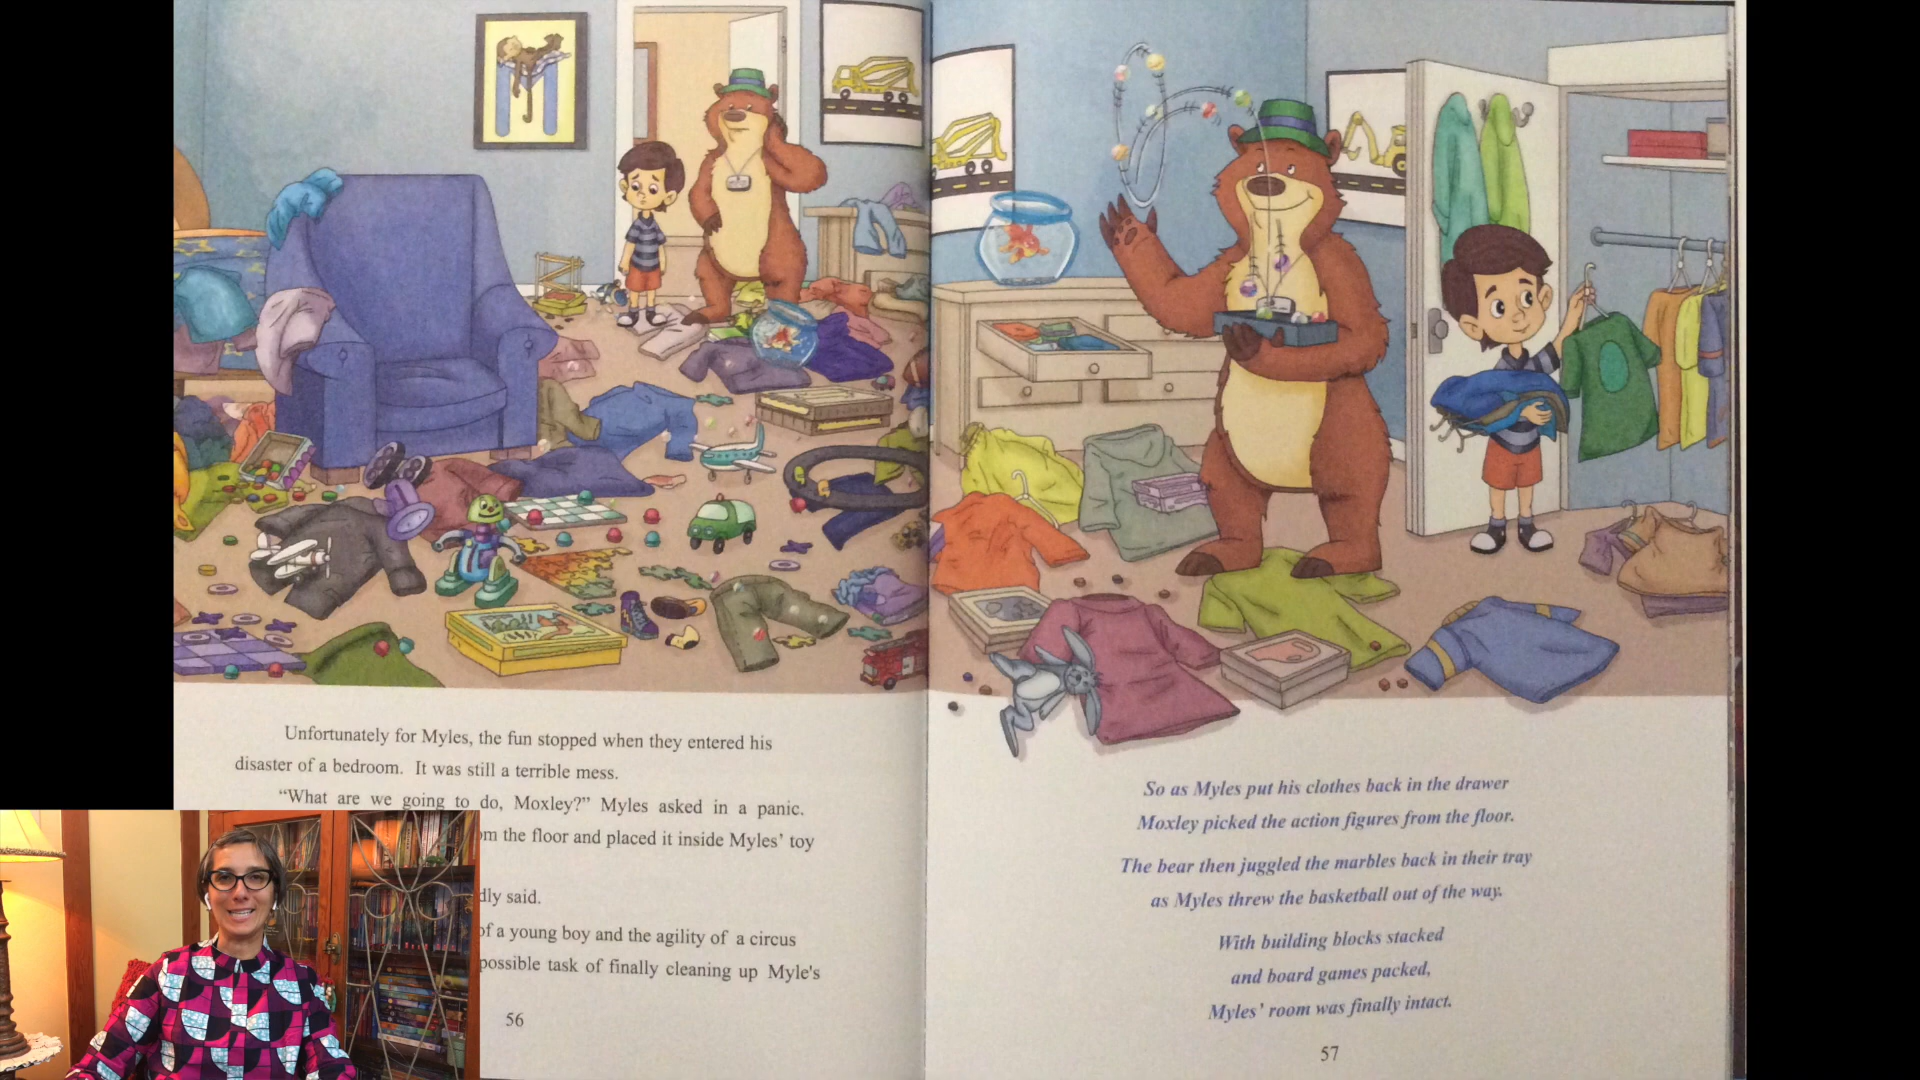 Unfortunately for Myles, the fun stopped when they entered his
disaster of a bedroom. It was still a terrible mess.
“What are we going to do, Moxley?” Myles asked in a panic.
the floor and placed it inside Myles’ toy
said.
of a young boy and the agility of a circus
possible task of finally cleaning up Myle's
56
So as Myles put his clothes back in the drawer
Moxley picked the action figures from the floor.
The bear then juggled the marbles back in their tray
as Myles threw the basketball out of the way.
With building blocks stacked
and board games packed,
Myles’ room was finally intact.
57